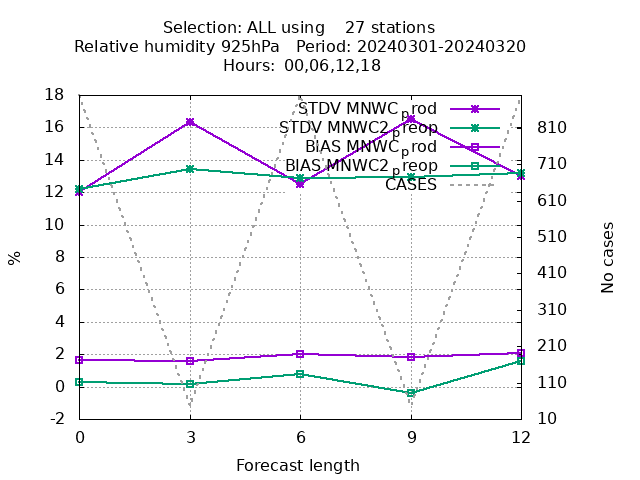 Selection: ALL using    27 stations
Relative humidity 925hPa   Period: 20240301-20240320
Hours: 00,06,12,18
STDV MNWC_prod
STDV MNWC2_preop
BIAS MNWC_prod
BIAS MNWC2_preop
CASES
18
16
14
12
10
8
6
4
2
0
-2
%
810
710
610
510
410
310
210
110
10
No cases
0 3 6 9 12
Forecast length